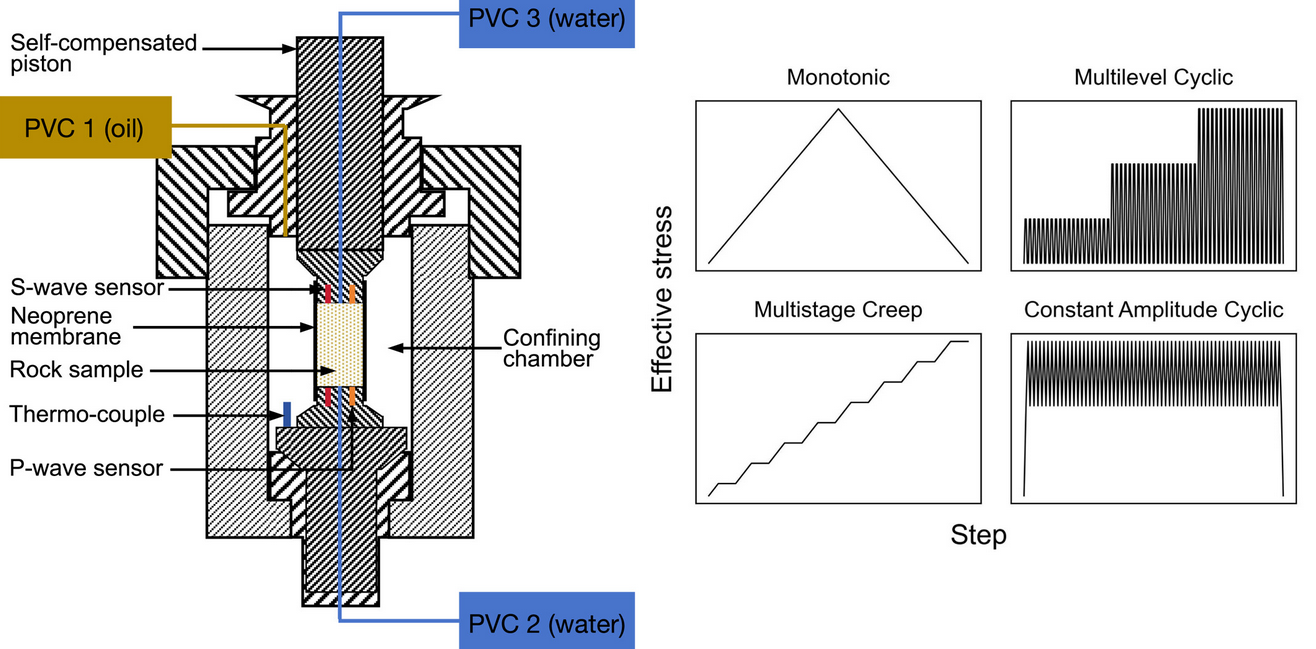 PVC 3 (water)
Self-compensated
piston
PVC 1 (oil)
S-wave sensor
Neoprene
membrane
Rock sample
Thermo-couple
P-wave sensor
Confining
chamber
PVC 2 (water)
Monotonic
Multilevel Cyclic
Multistage Creep
Constant Amplitude Cyclic
Effective stress
Step